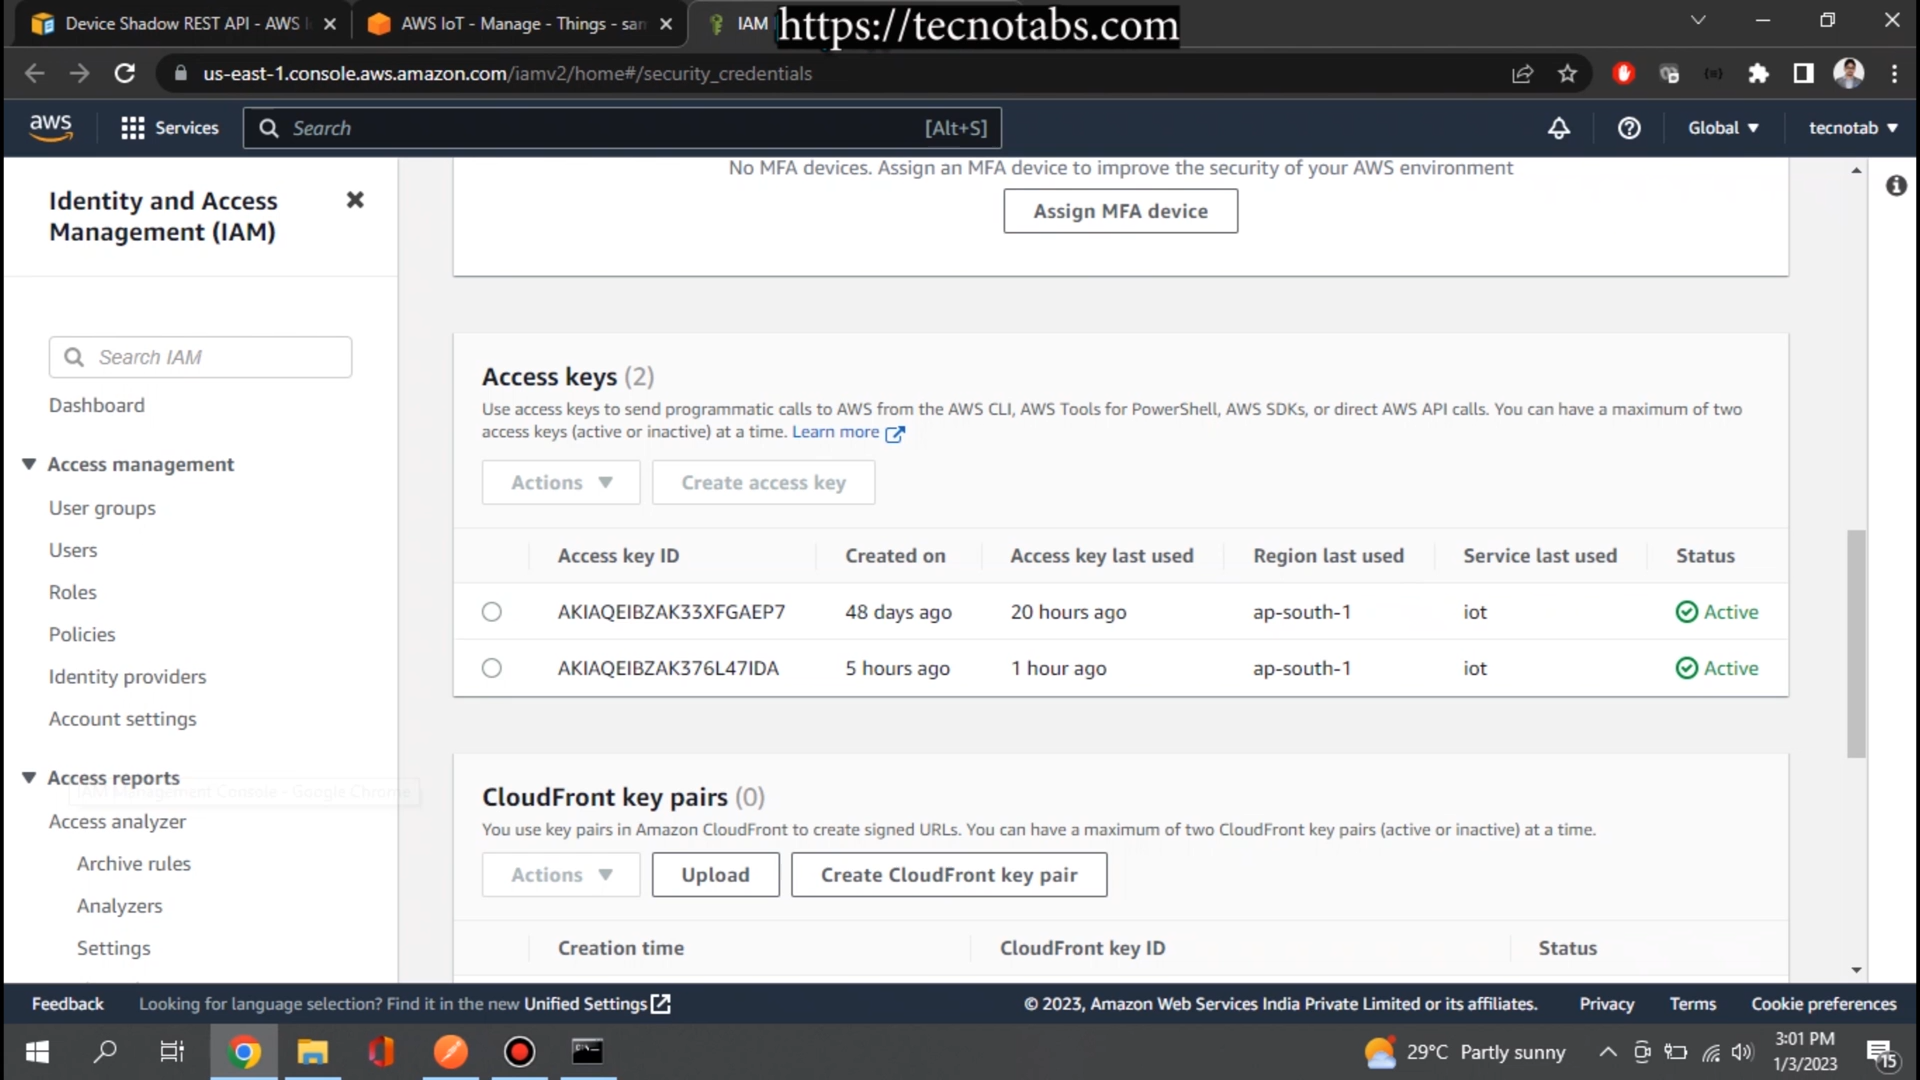 Device Shadow REST API - AWS I
AWS IoT - Manage - Things - sam
IAM
https://tecnotabs.com
us-east-1.console.aws.amazon.com/iamv2/home#/security_credentials
aws
Services
Search
[Alt+S]
Global
tecnotab
Identity and Access
Management (IAM)
Search IAM
Dashboard
Access management
User groups
Users
Roles
Policies
Identity providers
Account settings
Access reports
IAM Management Console - Google Chrome
Access analyzer
Archive rules
Analyzers
Settings
No MFA devices. Assign an MFA device to improve the security of your AWS environment
Assign MFA device
Access keys (2)
Use access keys to send programmatic calls to AWS from the AWS CLI, AWS Tools for PowerShell, AWS SDKs, or direct AWS API calls. You can have a maximum of two
access keys (active or inactive) at a time. Learn more
Actions
Create access key
Access key ID Created on Access key last used Region last used Service last used Status
AKIAQEIBZAK33XFGAEP7 48 days ago 20 hours ago ap-south-1 iot Active
AKIAQEIBZAK376L47IDA 5 hours ago 1 hour ago ap-south-1 iot Active
CloudFront key pairs (0)
You use key pairs in Amazon CloudFront to create signed URLs. You can have a maximum of two CloudFront key pairs (active or inactive) at a time.
Actions
Upload
Create CloudFront key pair
Creation time CloudFront key ID Status
Feedback
Looking for language selection? Find it in the new Unified Settings
© 2023, Amazon Web Services India Private Limited or its affiliates.
Privacy
Terms
Cookie preferences
29°C Partly sunny
3:01 PM
1/3/2023
15